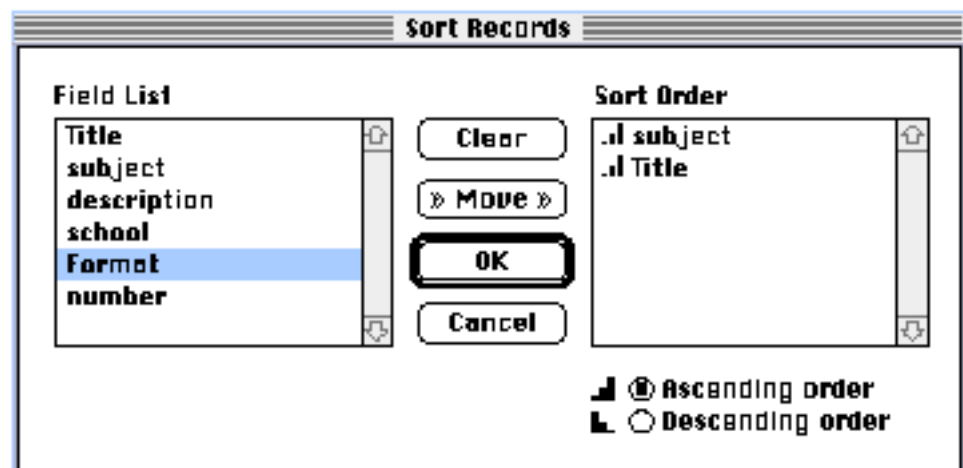 Sort Records
Field List
Title
subject
description
school
Format
number
Clear
» Move »
OK
Cancel
Sort Order
subject
Title
Ascending order
Descending order